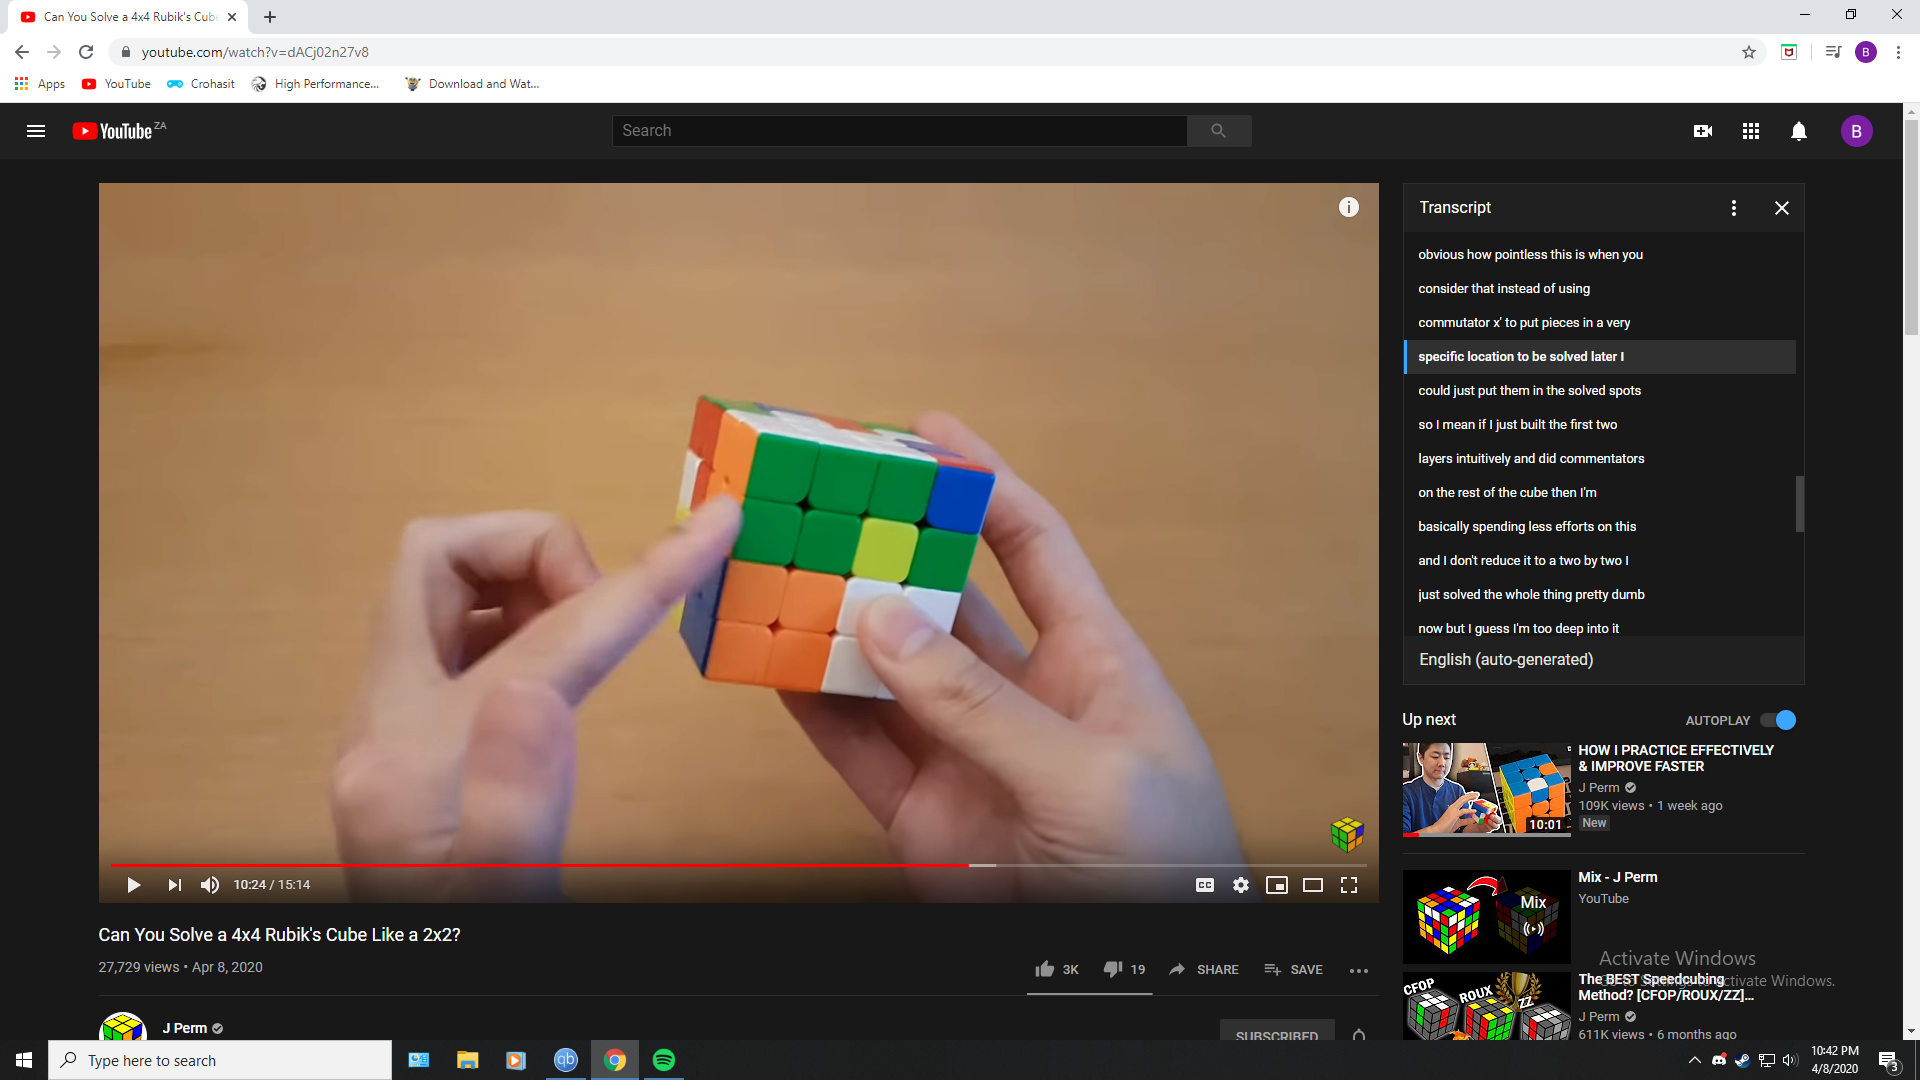 Can You Solve a 4x4 Rubik's Cube
youtube.com/watch?v=dACj02n27v8
B
Apps
YouTube
Crohasit
High Performance...
Download and Wat...
YouTube ZA
Search
B
Transcript
obvious how pointless this is when you
consider that instead of using
commutator x' to put pieces in a very
specific location to be solved later I
could just put them in the solved spots
so I mean if I just built the first two
layers intuitively and did commentators
on the rest of the cube then I'm
basically spending less efforts on this
and I don't reduce it to a two by two I
just solved the whole thing pretty dumb
now but I guess I'm too deep into it
English (auto-generated)
10:24 / 15:14
CC
Can You Solve a 4x4 Rubik's Cube Like a 2x2?
27,729 views • Apr 8, 2020
3K
19
SHARE
SAVE
J Perm
SUBSCRIBED
Up next
AUTOPLAY
10:01
HOW I PRACTICE EFFECTIVELY
& IMPROVE FASTER
J Perm
109K views • 1 week ago
New
Mix
Mix - J Perm
YouTube
CFOP
ROUX
ZZ
The BEST Speedcubing
Method? [CFOP/ROUX/ZZ]...
J Perm
611K views • 6 months ago
Activate Windows
Go to Settings to activate Windows.
Type here to search
qb
10:42 PM
4/8/2020
3